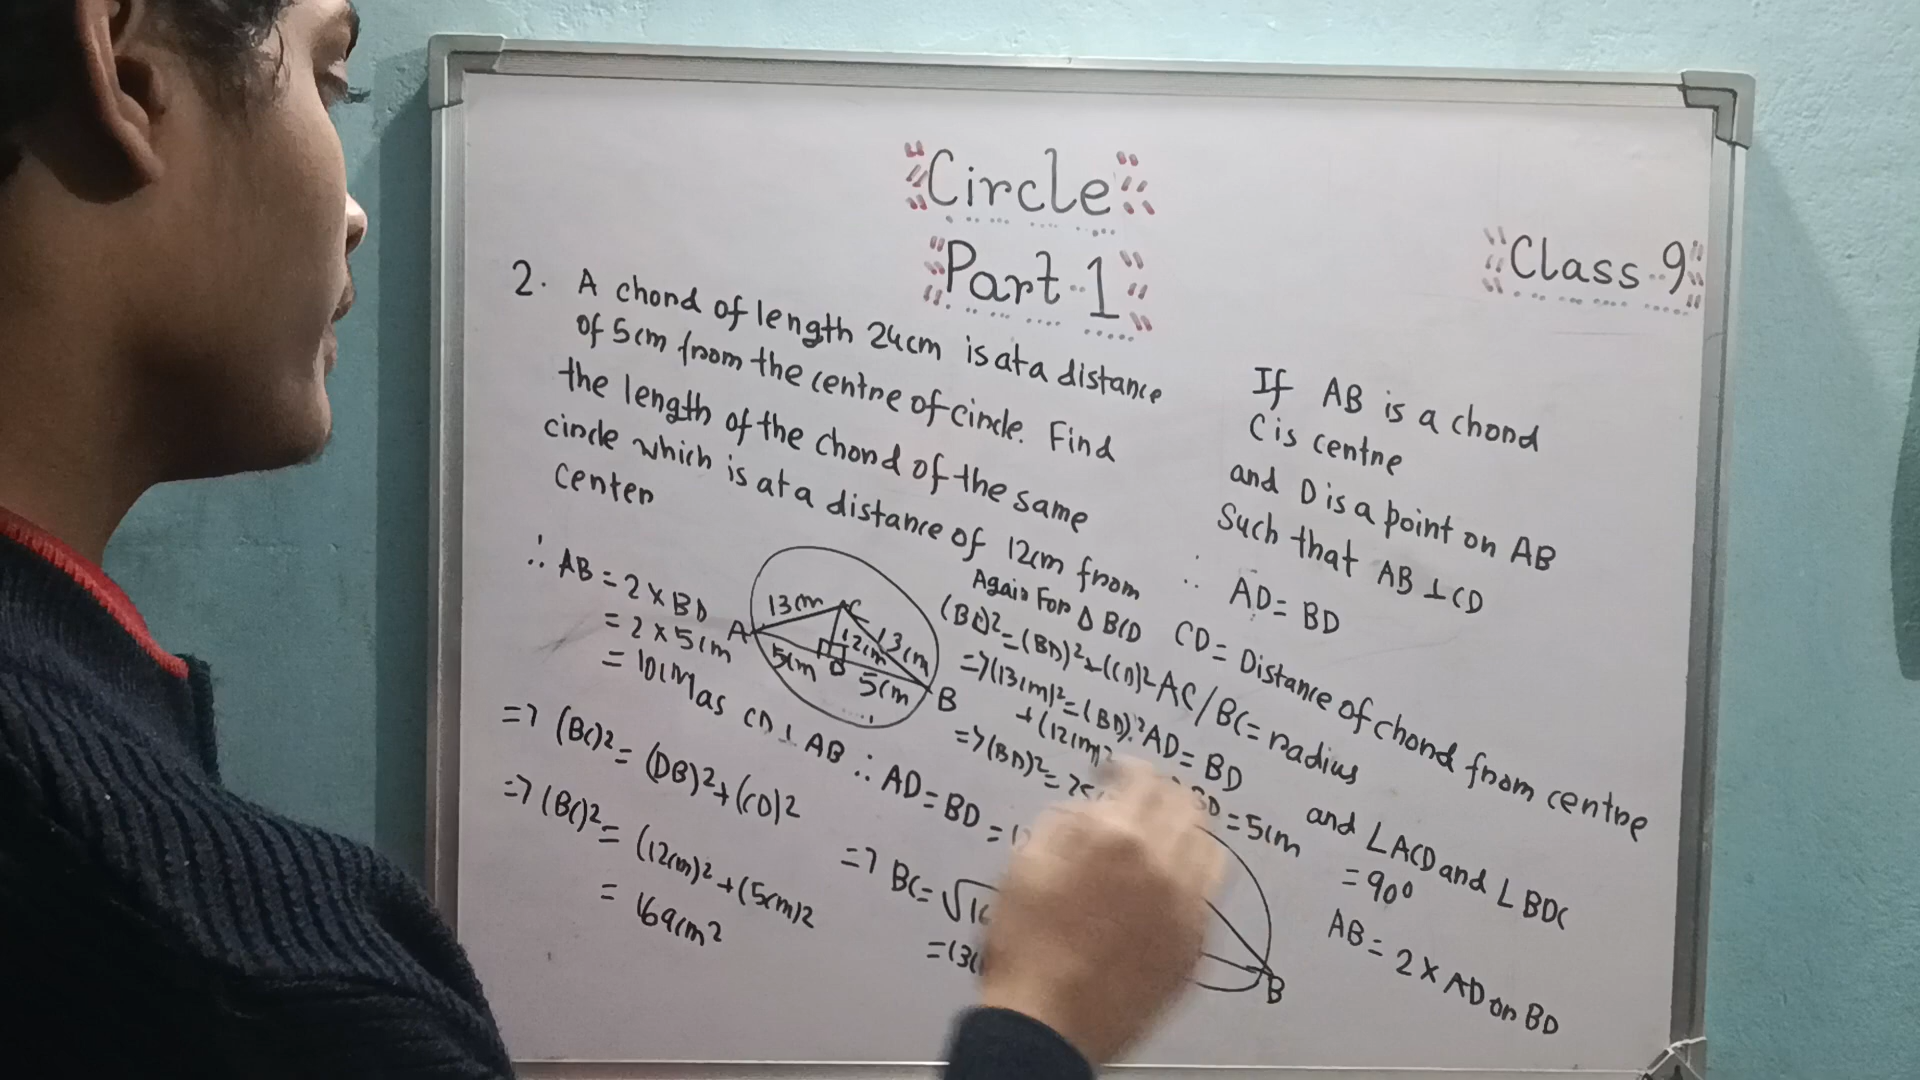 Circle
Part-1
Class-9
2. A chord of length 24cm is at a distance
of 5cm from the centre of circle. Find
the length of the chord of the same
circle which is at a distance of 12cm from
center
If AB is a chord
C is centre
and D is a point on AB
Such that AB ⊥ CD
∴ AD = BD
CD = Distance of chord from centre
AC/BC = radius
AD = BD
and ∠ACD and ∠BDC
= 90°
AB = 2 × AD or BD
∴ AB = 2 × BD
= 2 × 5cm
= 10cm
13cm
C
A
12cm
13cm
5cm
D
5cm
B
Again For Δ BCD
(BC)² = (BD)² + (CD)²
=> (13cm)² = (BD)²
+ (12cm)²
=> (BD)² =
BD = 5cm
as CD ⊥ AB ∴ AD = BD =
=> (BC)² = (DB)² + (CD)²
=> (BC)² = (12cm)² + (5cm)²
= 169cm²
=> BC =
B